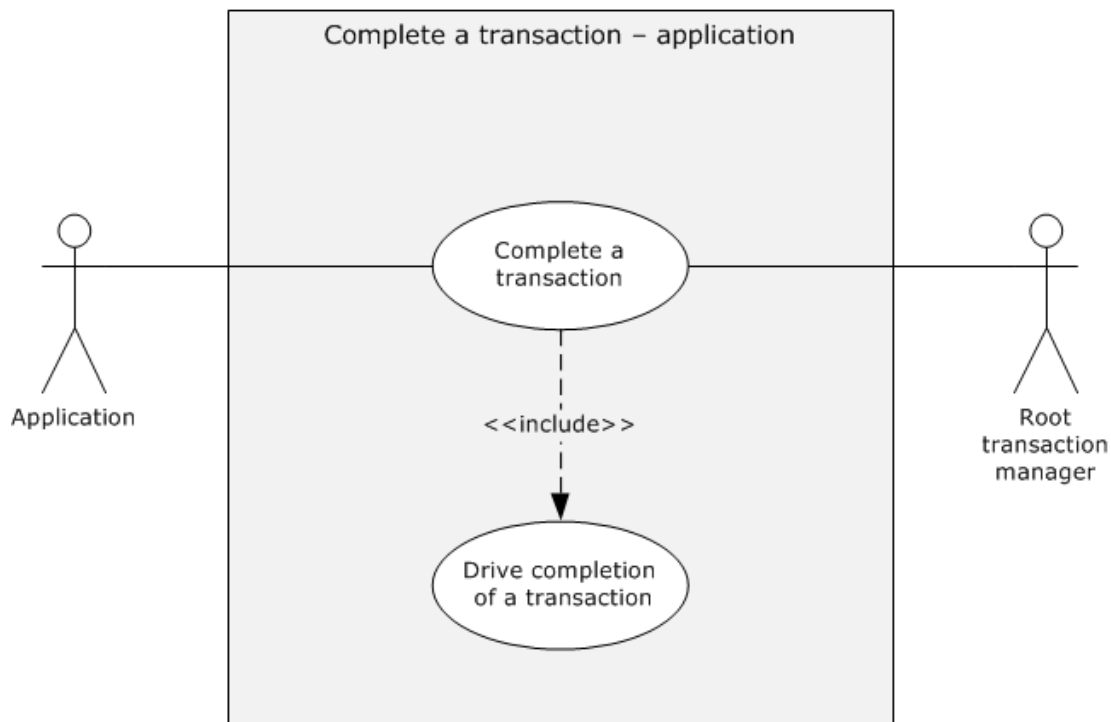 Complete a transaction – application
Complete a
transaction
Application
<<include>>
Root
transaction
manager
Drive completion
of a transaction